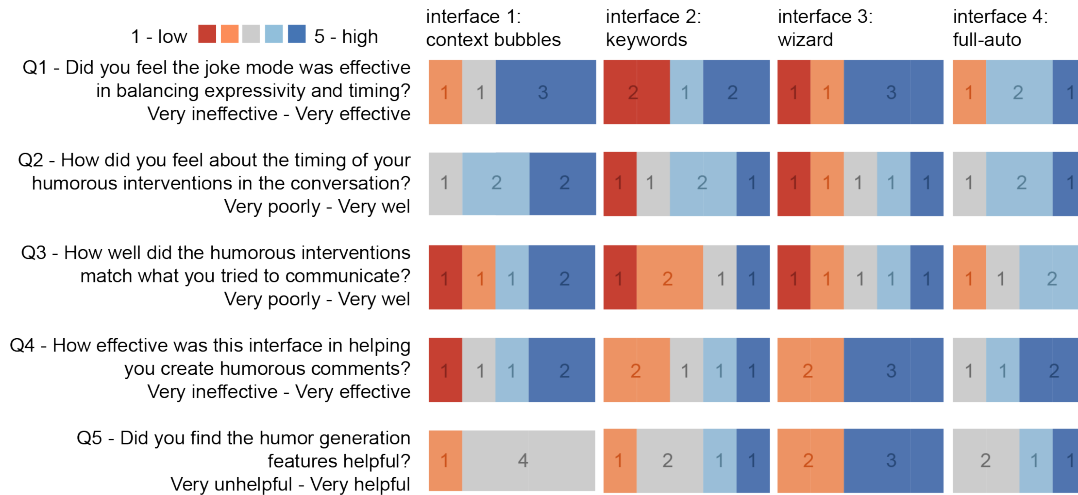 1 - low 5 - high
interface 1:
context bubbles
interface 2:
keywords
interface 3:
wizard
interface 4:
full-auto
Q1 - Did you feel the joke mode was effective
in balancing expressivity and timing?
Very ineffective - Very effective
1 1 3 2 1 2 1 1 3 1 2 1
Q2 - How did you feel about the timing of your
humorous interventions in the conversation?
Very poorly - Very wel
1 2 2 1 1 2 1 1 1 1 1 1 1 2 1
Q3 - How well did the humorous interventions
match what you tried to communicate?
Very poorly - Very wel
1 1 1 2 1 2 1 1 1 1 1 1 1 1 1 2
Q4 - How effective was this interface in helping
you create humorous comments?
Very ineffective - Very effective
1 1 1 2 2 1 1 1 2 3 1 1 2
Q5 - Did you find the humor generation
features helpful?
Very unhelpful - Very helpful
1 4 1 2 1 1 2 3 2 1 1